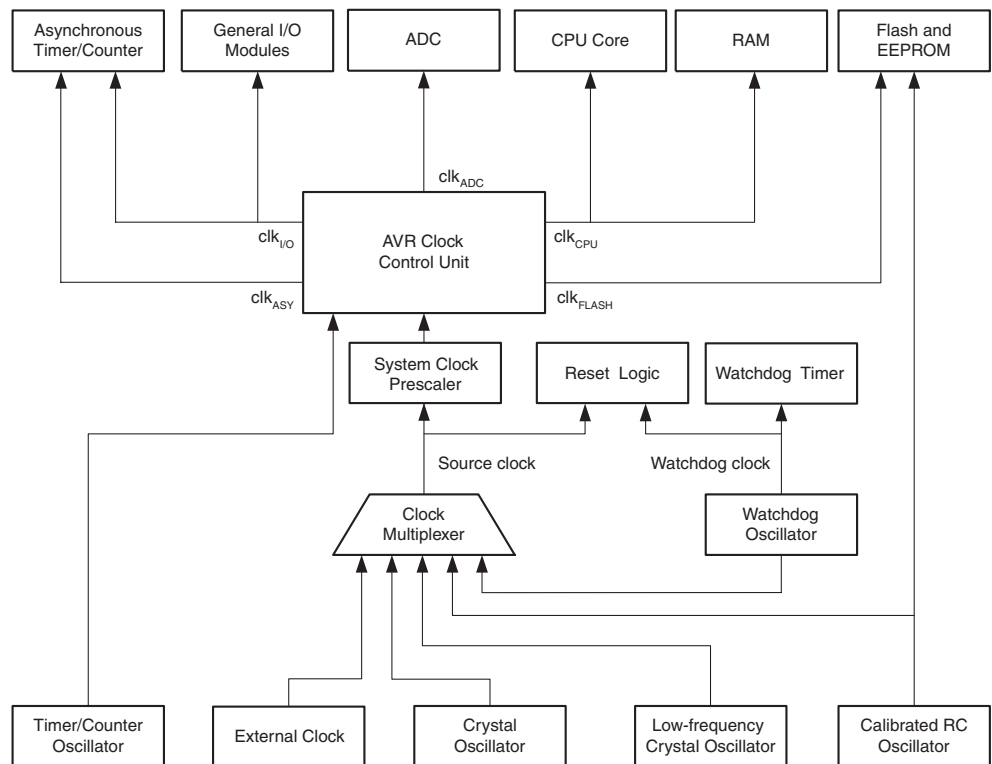 Asynchronous
Timer/Counter
General I/O
Modules
ADC
CPU Core
RAM
Flash and
EEPROM
clkADC
clkI/O
AVR Clock
Control Unit
clkCPU
clkASY
clkFLASH
System Clock
Prescaler
Reset Logic
Watchdog Timer
Source clock
Watchdog clock
Clock
Multiplexer
Watchdog
Oscillator
Timer/Counter
Oscillator
External Clock
Crystal
Oscillator
Low-frequency
Crystal Oscillator
Calibrated RC
Oscillator